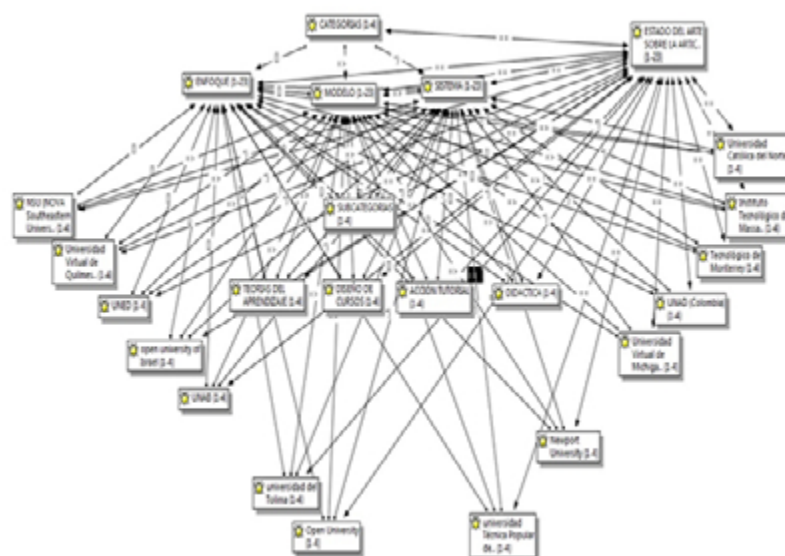 CATEGORIAS {1-4}
ESTADO DEL ARTE
SOBRE LA ARTIC..
{1-23}
ENFOQUE {1-23}
MODELO {1-23}
SISTEMA {1-23}
Universidad
Católica del Norte
{1-4}
NSU (NOVA
Southeastern
Univers.. {1-4}
SUBCATEGORIAS
{1-4}
Instituto
Tecnológico de
Massa.. {1-4}
Universidad
Virtual de
Quilmes.. {1-4}
Tecnológico de
Monterrey {1-4}
UNED {1-4}
TEORÍAS DEL
APRENDIZAJE {1-4}
DISEÑO DE
CURSOS {1-4}
ACCIÓN TUTORIAL
{1-4}
DIDÁCTICA {1-4}
UNAD (Colombia)
{1-4}
open university of
Israel {1-4}
Universidad
Virtual de
Michiga.. {1-4}
UNAB {1-4}
Newport
University {1-4}
universidad del
Tolima {1-4}
Open University
{1-4}
universidad
Técnica Popular
de.. {1-4}